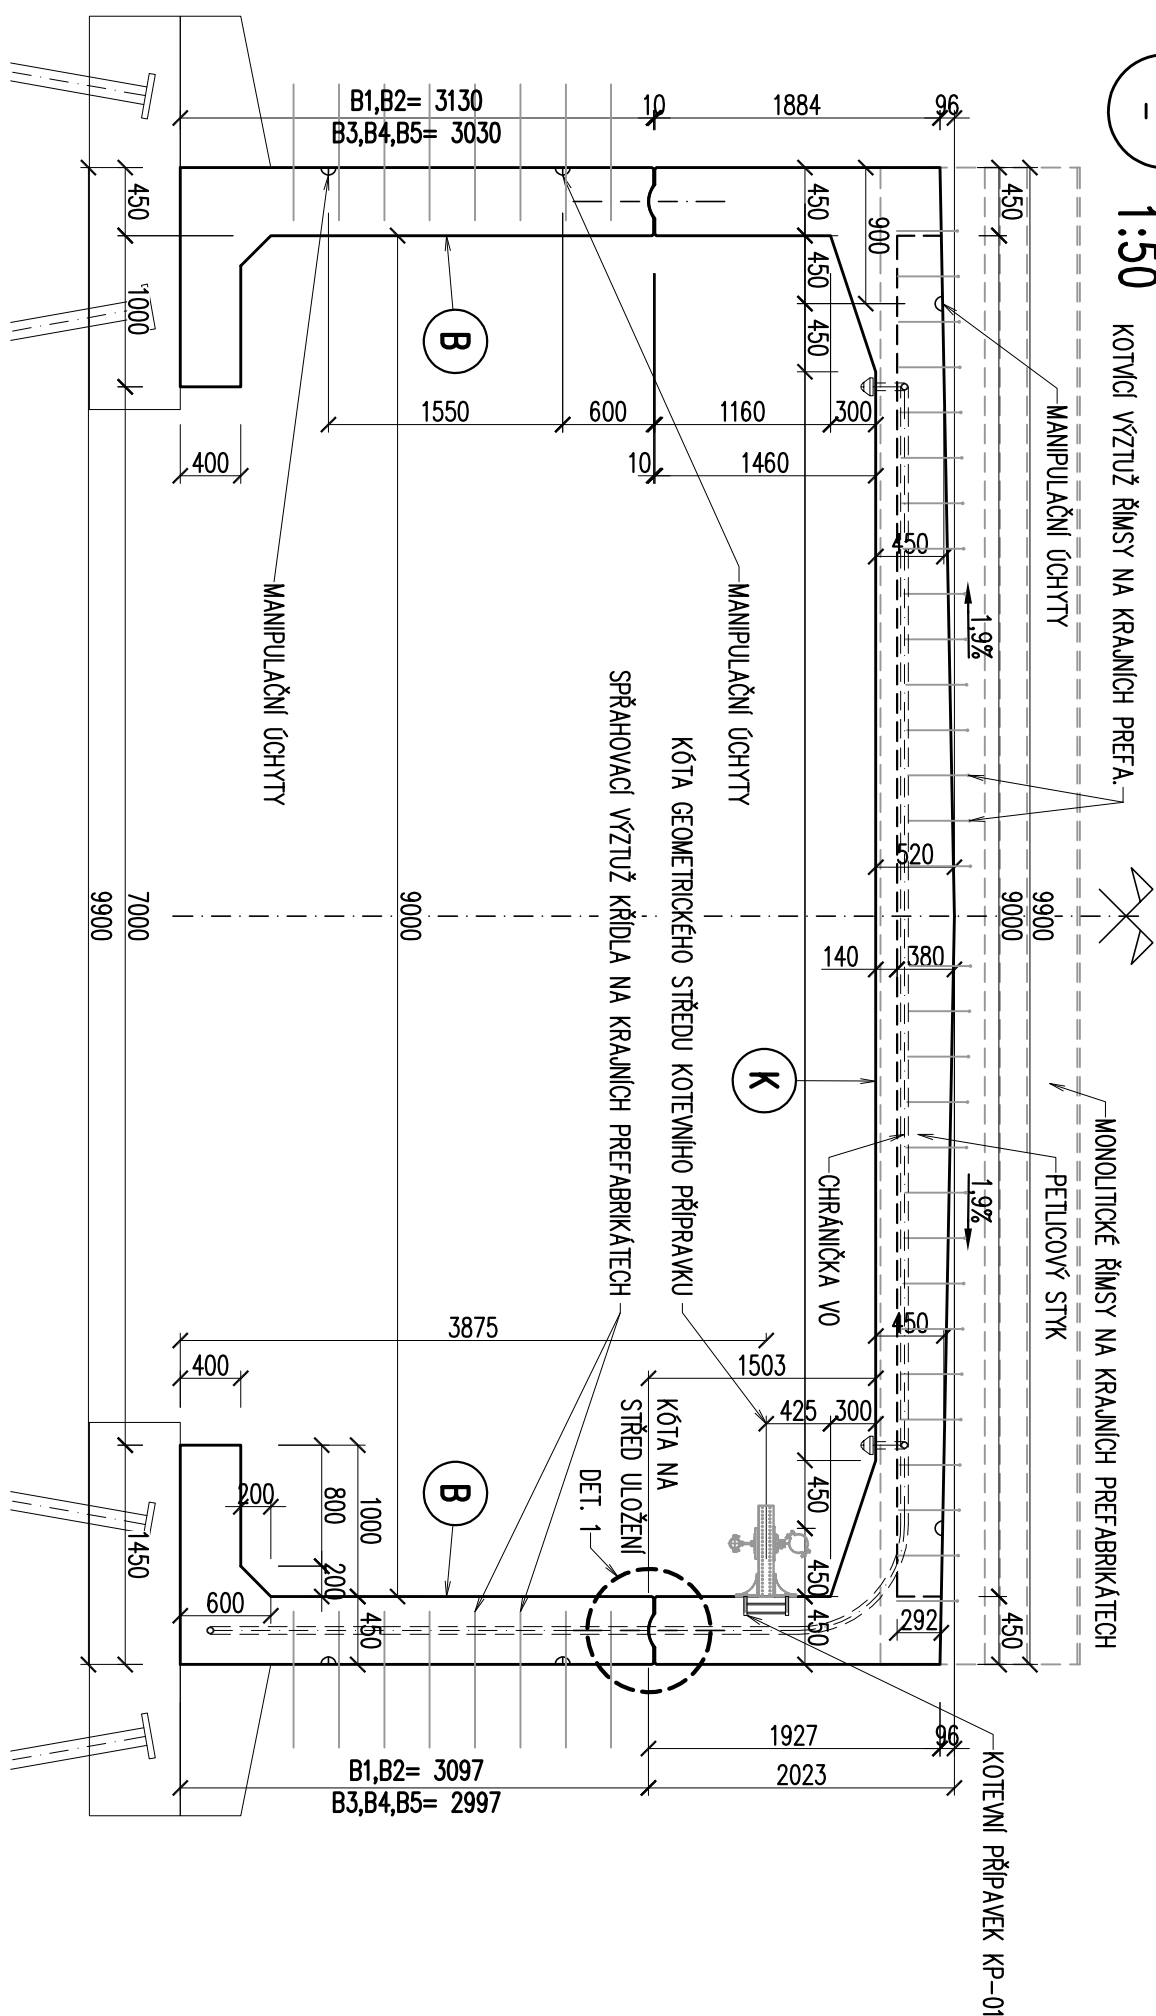 -
1:50
KOTVÍCÍ VÝZTUŽ ŘÍMSY NA KRAJNÍCH PREFA.
MANIPULAČNÍ ÚCHYTY
MONOLITICKÉ ŘÍMSY NA KRAJNÍCH PREFABRIKÁTECH
PETLICOVÝ STYK
CHRÁNIČKA VO
9900
450
9000
450
1,9%
1,9%
96
1884
10
B1,B2= 3130
B3,B4,B5= 3030
900
450
450
450
450
520
450
140
380
292
300
1160
600
1550
1460
10
400
K
B
B
MANIPULAČNÍ ÚCHYTY
MANIPULAČNÍ ÚCHYTY
KÓTA GEOMETRICKÉHO STŘEDU KOTEVNÍHO PŘÍPRAVKU
SPŘAHOVACÍ VÝZTUŽ KŘÍDLA NA KRAJNÍCH PREFABRIKÁTECH
KÓTA NA
STŘED ULOŽENÍ
DET. 1
300
425
1503
3875
400
450
450
450
9000
1000
450
800
200
200
600
96
1927
2023
B1,B2= 3097
B3,B4,B5= 2997
KOTEVNÍ PŘÍPAVEK KP-01
450
1000
7000
1450
9900